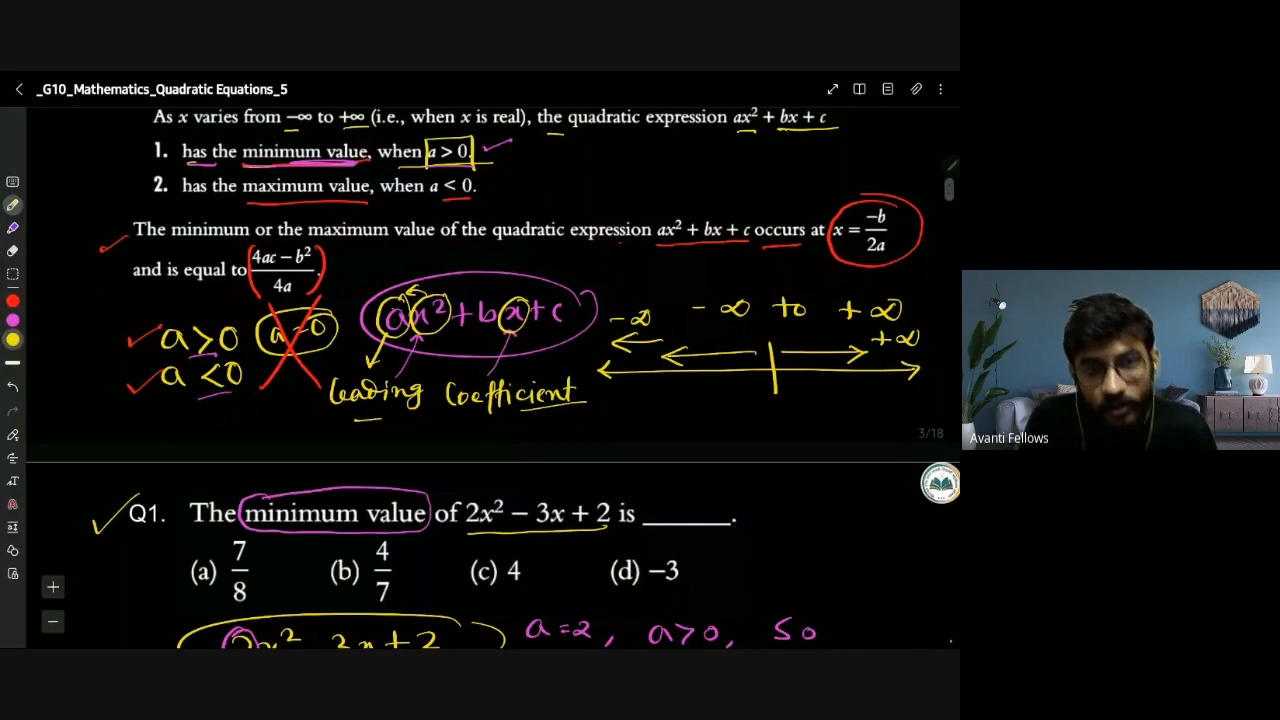 _G10_Mathematics_Quadratic Equations_5
As x varies from −∞ to +∞ (i.e., when x is real), the quadratic expression ax² + bx + c
1. has the minimum value, when a > 0.
2. has the maximum value, when a < 0.
The minimum or the maximum value of the quadratic expression ax² + bx + c occurs at x = −b/2a
and is equal to (4ac − b²)/4a.
ax² + bx + c
−∞ to +∞
−∞ +∞
a > 0 a = 0
a < 0
leading coefficient
3/18
Avanti Fellows
Q1. The minimum value of 2x² − 3x + 2 is ______.
(a) 7/8 (b) 4/7 (c) 4 (d) −3
2x² 3x + 2 a = 2, a > 0, So